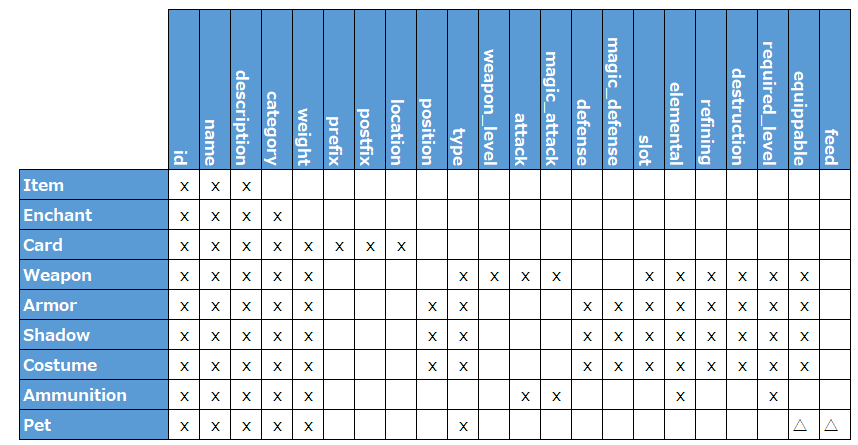 id name description category weight prefix postfix location position type weapon_level attack magic_attack defense magic_defense slot elemental refining destruction required_level equippable feed
Item x x x
Enchant x x x x
Card x x x x x x x x
Weapon x x x x x x x x x x x x x x x
Armor x x x x x x x x x x x x x x x
Shadow x x x x x x x x x x x x x x x
Costume x x x x x x x x x x x x x x x
Ammunition x x x x x x x x x
Pet x x x x x x △ △